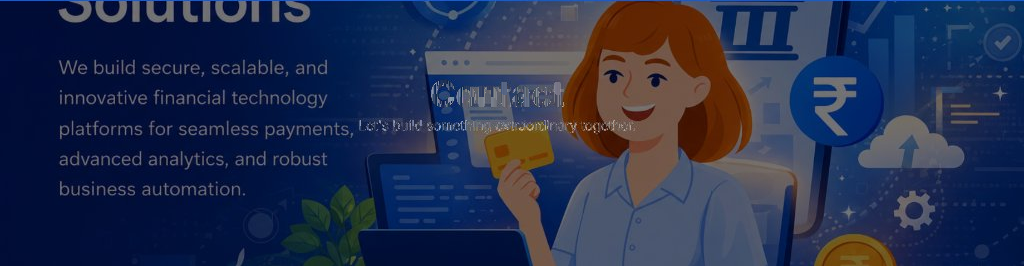 Solutions
We build secure, scalable, and
innovative financial technology
platforms for seamless payments,
advanced analytics, and robust
business automation.
Let's build something extraordinary together.